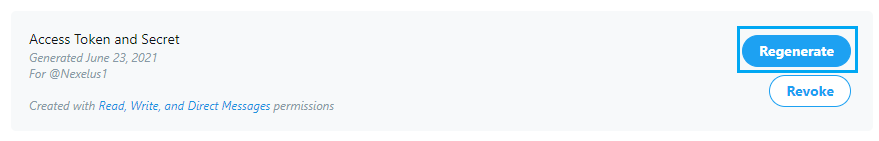 Access Token and Secret
Generated June 23, 2021
For @Nexelus1
Created with Read, Write, and Direct Messages permissions
Regenerate
Revoke